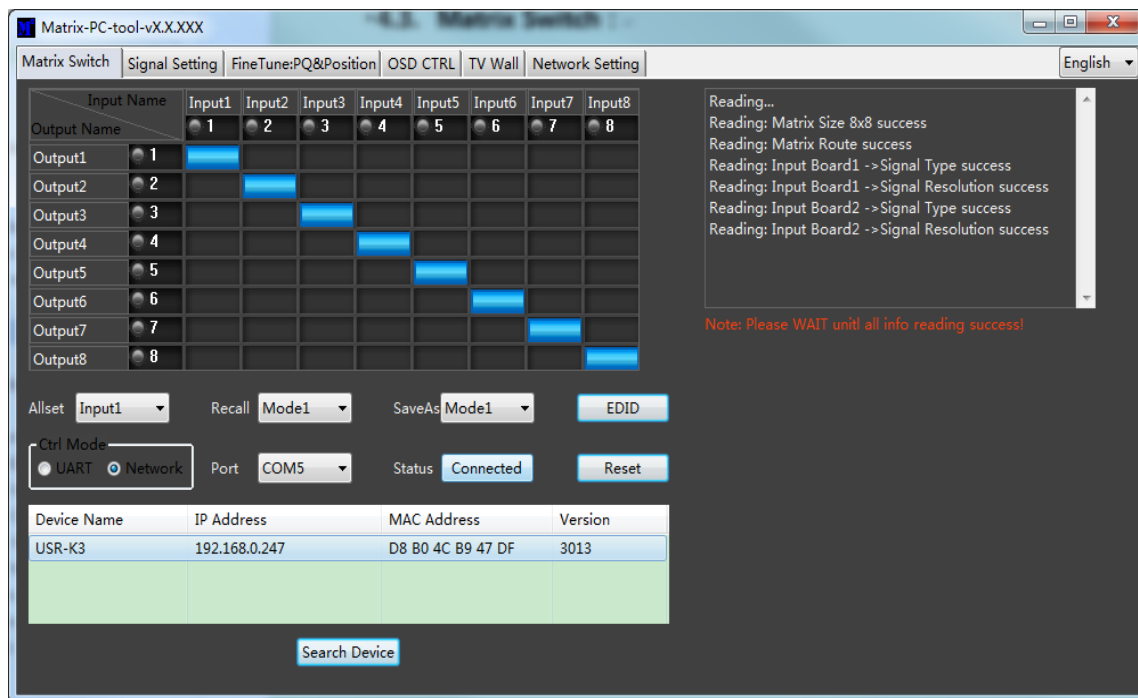 4.3. Matrix Switch :
Matrix-PC-tool-vX.X.XXX
Matrix Switch Signal Setting FineTune:PQ&Position OSD CTRL TV Wall Network Setting English
Input Name Input1 Input2 Input3 Input4 Input5 Input6 Input7 Input8
Output Name 1 2 3 4 5 6 7 8
Output1 1
Output2 2
Output3 3
Output4 4
Output5 5
Output6 6
Output7 7
Output8 8
Reading...
Reading: Matrix Size 8x8 success
Reading: Matrix Route success
Reading: Input Board1 ->Signal Type success
Reading: Input Board1 ->Signal Resolution success
Reading: Input Board2 ->Signal Type success
Reading: Input Board2 ->Signal Resolution success
Note: Please WAIT unitl all info reading success!
Allset Input1 Recall Mode1 SaveAs Mode1 EDID
Ctrl Mode
UART Network Port COM5 Status Connected Reset
Device Name IP Address MAC Address Version
USR-K3 192.168.0.247 D8 B0 4C B9 47 DF 3013
Search Device